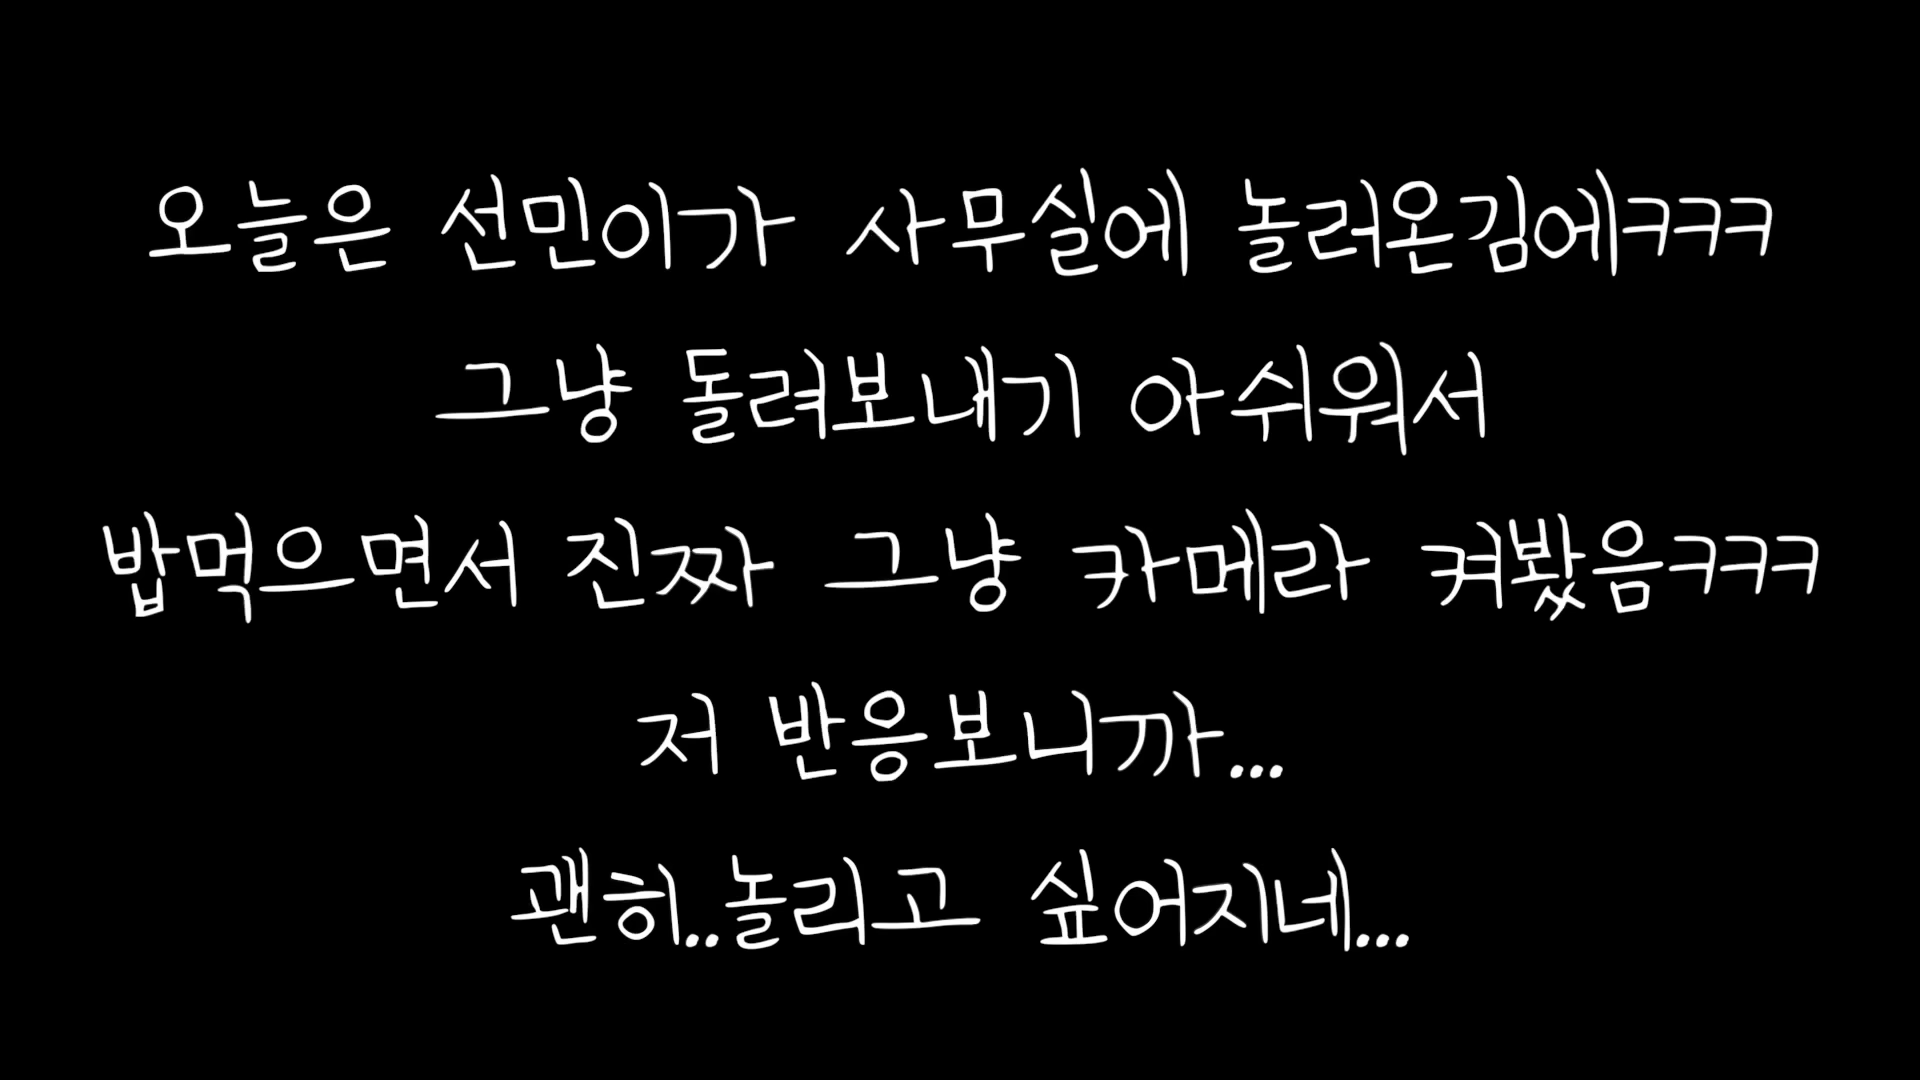 오늘은 선민이가 사무실에 놀러온김에ㅋㅋㅋ
그냥 돌려보내기 아쉬워서
밥먹으면서 진짜 그냥 카메라 켜봤음ㅋㅋㅋ
저 반응보니까...
괜히..놀리고 싶어지네...